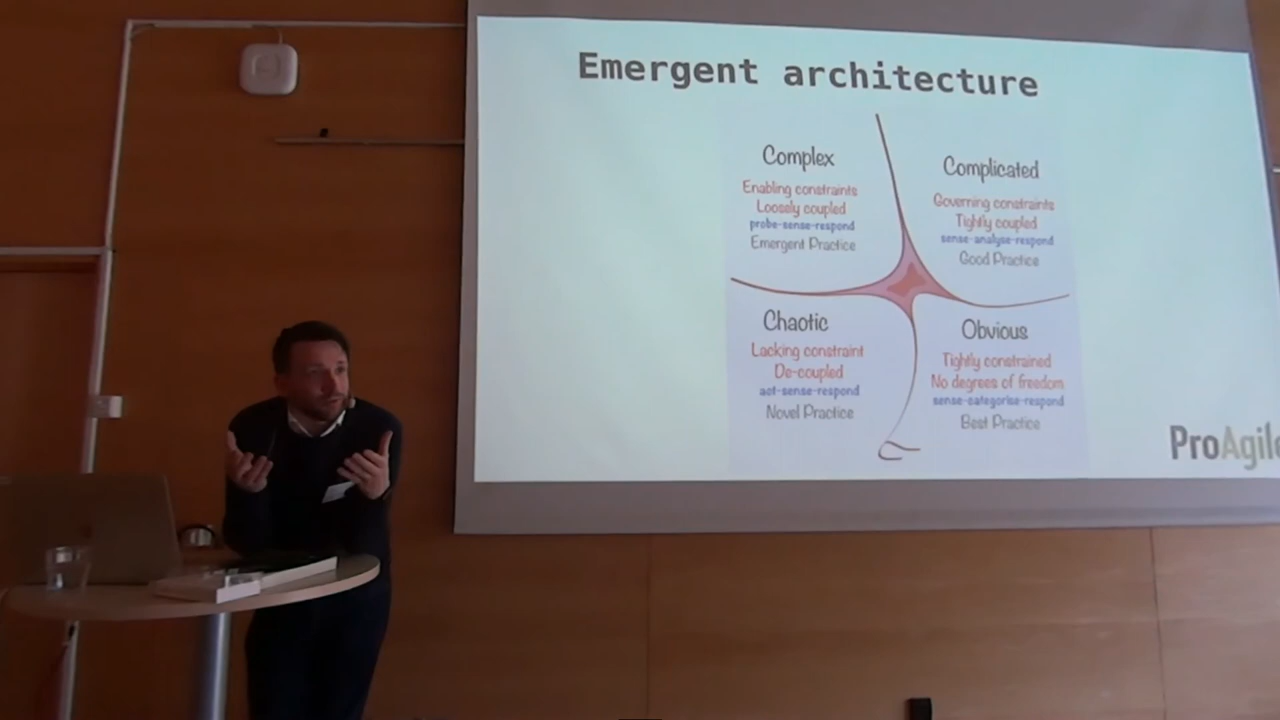 Emergent architecture
Complex
Enabling constraints
Loosely coupled
probe-sense-respond
Emergent Practice
Complicated
Governing constraints
Tightly coupled
sense-analyse-respond
Good Practice
Chaotic
Lacking constraint
De-coupled
act-sense-respond
Novel Practice
Obvious
Tightly constrained
No degrees of freedom
sense-categorise-respond
Best Practice
ProAgile